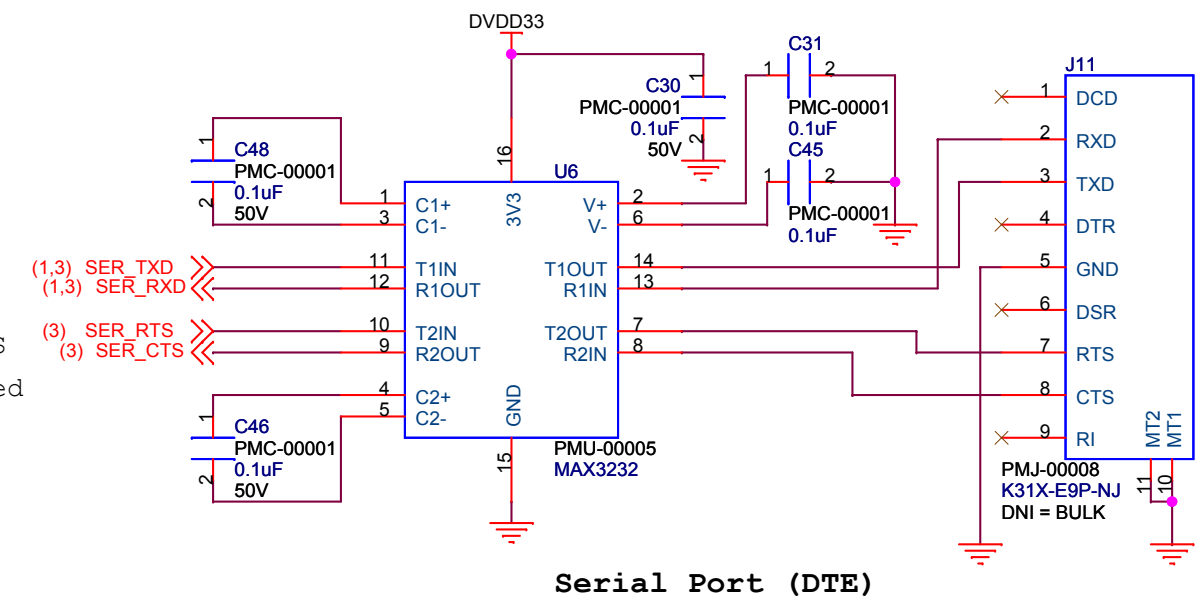 DVDD33
C31
1
2
PMC-00001
0.1uF
C30
PMC-00001
0.1uF
50V
1
2
C45
1
2
PMC-00001
0.1uF
C48
PMC-00001
0.1uF
50V
1
2
U6
16
3V3
1 C1+
3 C1-
V+ 2
V- 6
(1,3) SER_TXD
11 T1IN
T1OUT 14
(1,3) SER_RXD
12 R1OUT
R1IN 13
(3) SER_RTS
10 T2IN
T2OUT 7
(3) SER_CTS
9 R2OUT
R2IN 8
s
ed
4 C2+
5 C2-
GND
15
PMU-00005
MAX3232
C46
PMC-00001
0.1uF
50V
1
2
J11
1 DCD
2 RXD
3 TXD
4 DTR
5 GND
6 DSR
7 RTS
8 CTS
9 RI
MT2
MT1
11
10
PMJ-00008
K31X-E9P-NJ
DNI = BULK
Serial Port (DTE)